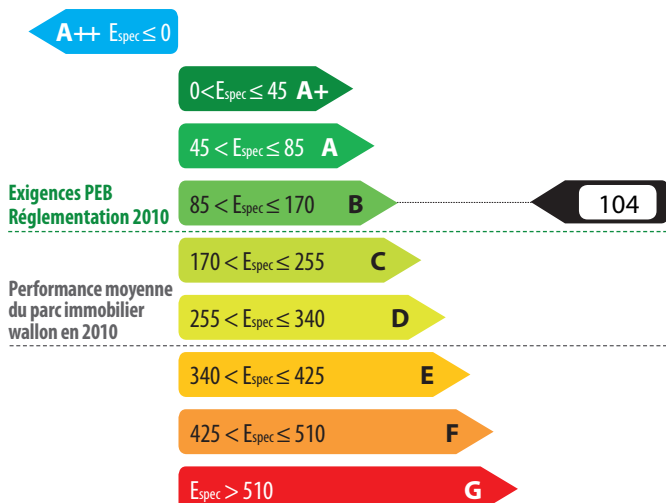 A++ Espec ≤ 0
0<Espec ≤ 45 A+
45 < Espec ≤ 85 A
Exigences PEB
Réglementation 2010
85 < Espec ≤ 170 B
104
170 < Espec ≤ 255 C
Performance moyenne
du parc immobilier
wallon en 2010
255 < Espec ≤ 340 D
340 < Espec ≤ 425 E
425 < Espec ≤ 510 F
Espec > 510 G